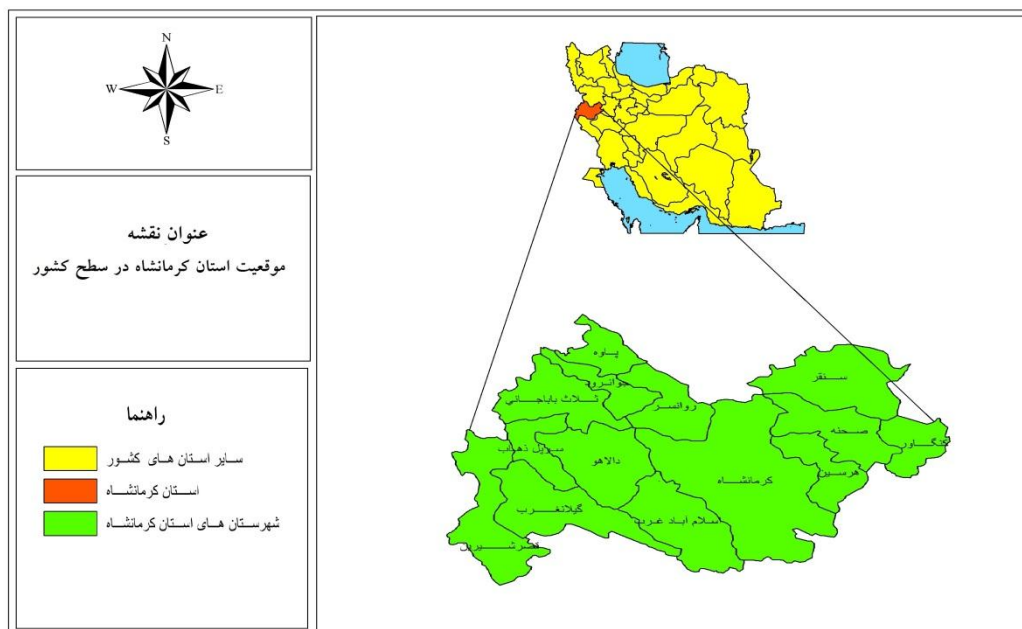 N
W
E
S
عنوان نقشه
موقعیت استان کرمانشاه در سطح کشور
راهنما
سایر استان های کشور
استان کرمانشاه
شهرستان های استان کرمانشاه
پاوه
جوانرود
ثلاث باباجانی
روانسر
سنقر
صحنه
کنگاور
هرسین
سرپل ذهاب
دالاهو
کرمانشاه
گیلانغرب
اسلام آباد غرب
قصرشیرین